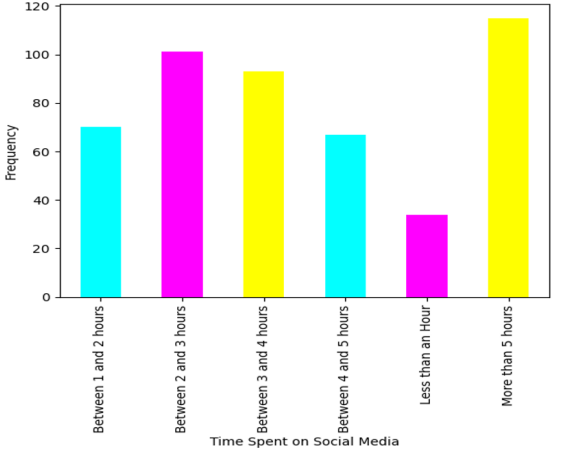 120
100
80
60
40
20
0
Frequency
Between 1 and 2 hours
Between 2 and 3 hours
Between 3 and 4 hours
Between 4 and 5 hours
Less than an Hour
More than 5 hours
Time Spent on Social Media